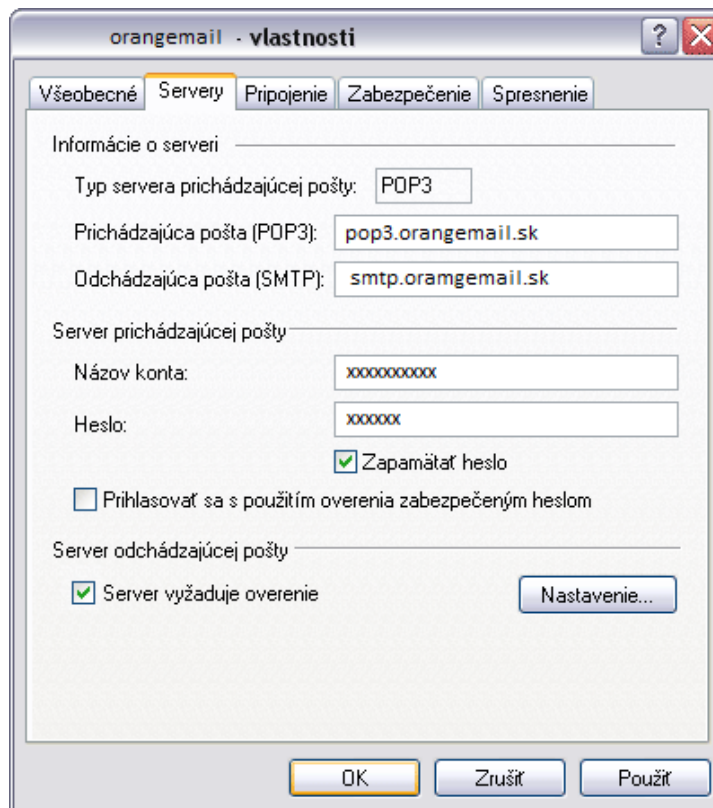 orangemail - vlastnosti
Všeobecné Servery Pripojenie Zabezpečenie Spresnenie
Informácie o serveri
Typ servera prichádzajúcej pošty: POP3
Prichádzajúca pošta (POP3): pop3.orangemail.sk
Odchádzajúca pošta (SMTP): smtp.oramgemail.sk
Server prichádzajúcej pošty
Názov konta: xxxxxxxxxx
Heslo: xxxxxx
Zapamätať heslo
Prihlasovať sa s použitím overenia zabezpečeným heslom
Server odchádzajúcej pošty
Server vyžaduje overenie Nastavenie...
OK Zrušiť Použiť